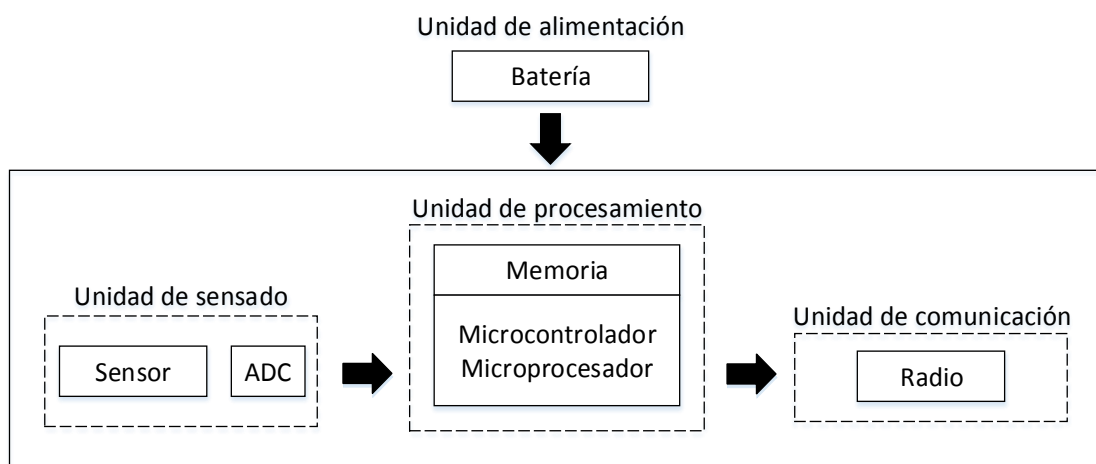 Unidad de alimentación
Batería
Unidad de procesamiento
Memoria
Microcontrolador
Microprocesador
Unidad de sensado
Sensor
ADC
Unidad de comunicación
Radio